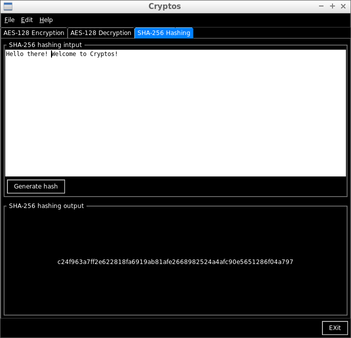 Cryptos
File Edit Help
AES-128 Encryption AES-128 Decryption SHA-256 Hashing
SHA-256 hashing intput
Hello there! Welcome to Cryptos!
Generate hash
SHA-256 hashing output
c24f963a7ff2e622818fa6919ab81afe2668982524a4afc90e5651286f04a797
EXit